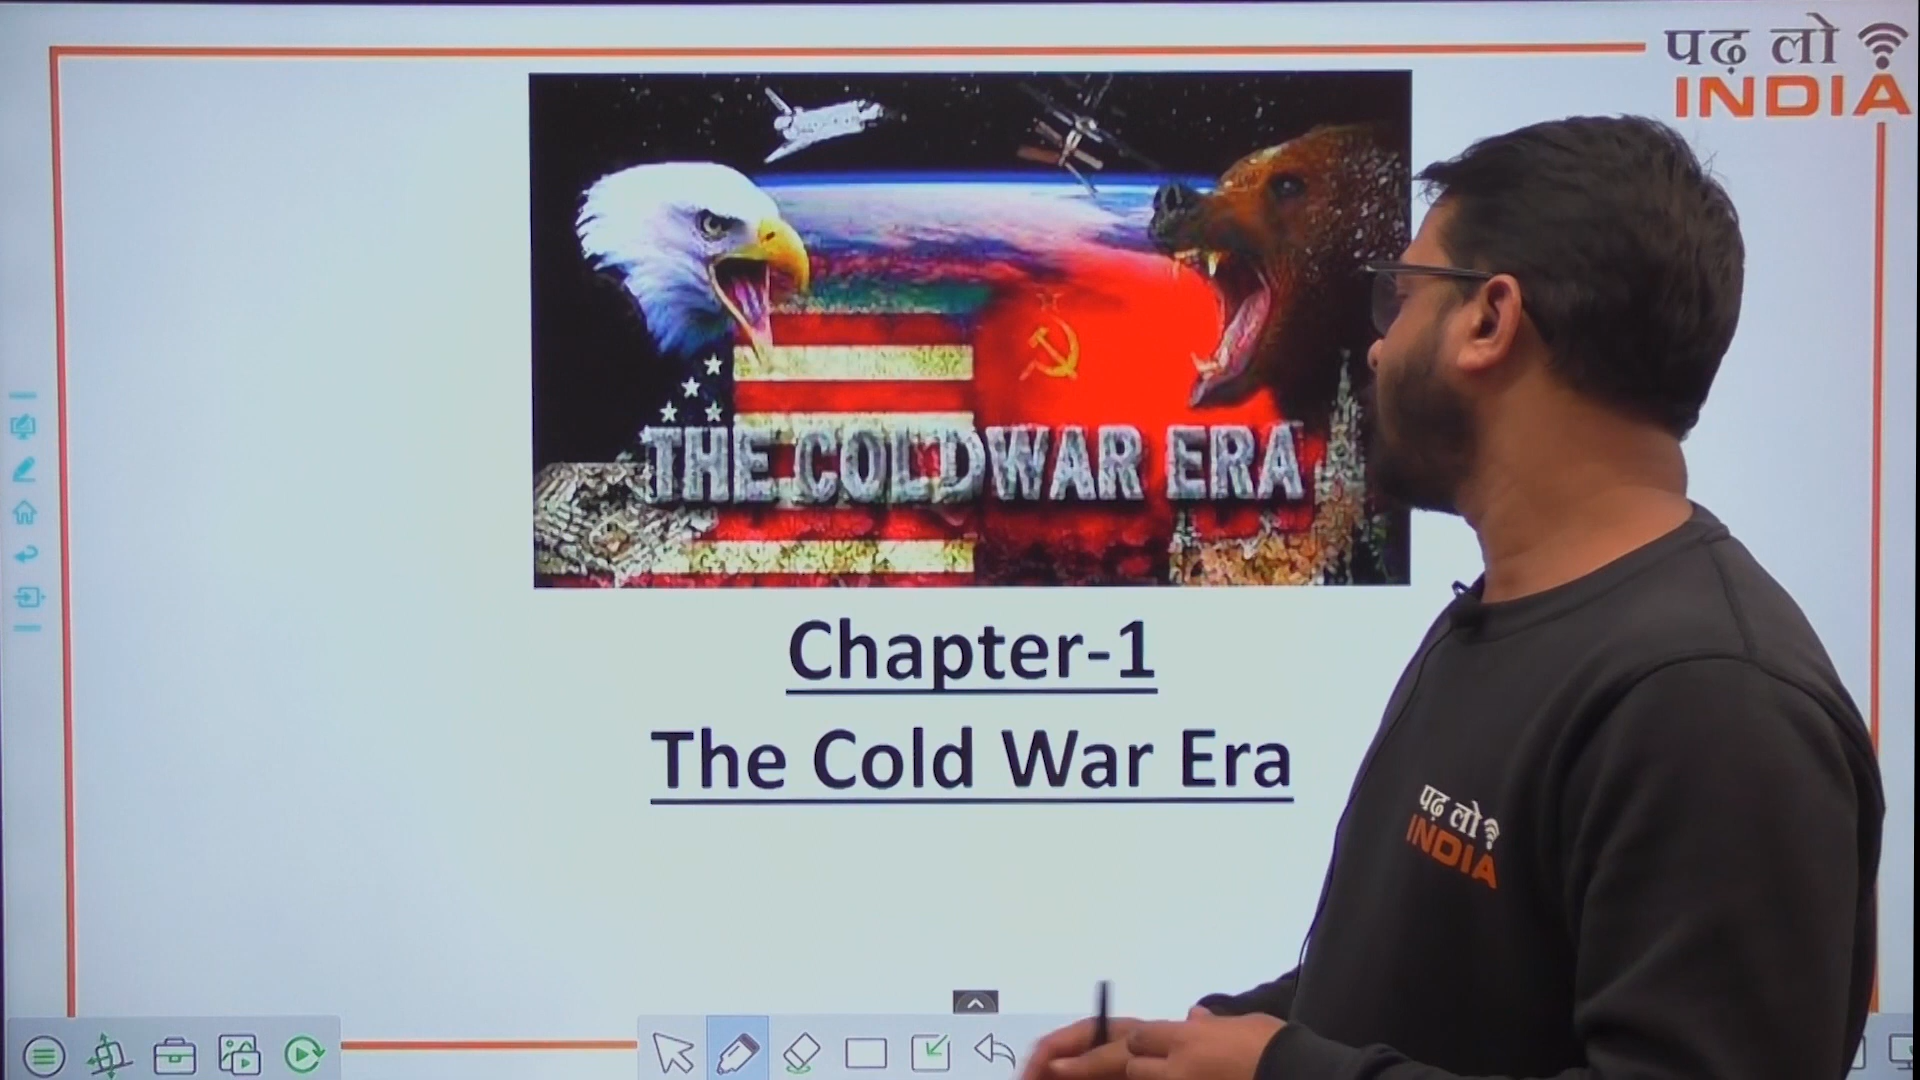 पढ़ लो
INDIA
THE COLDWAR ERA
Chapter-1
The Cold War Era
पढ़ लो
INDIA